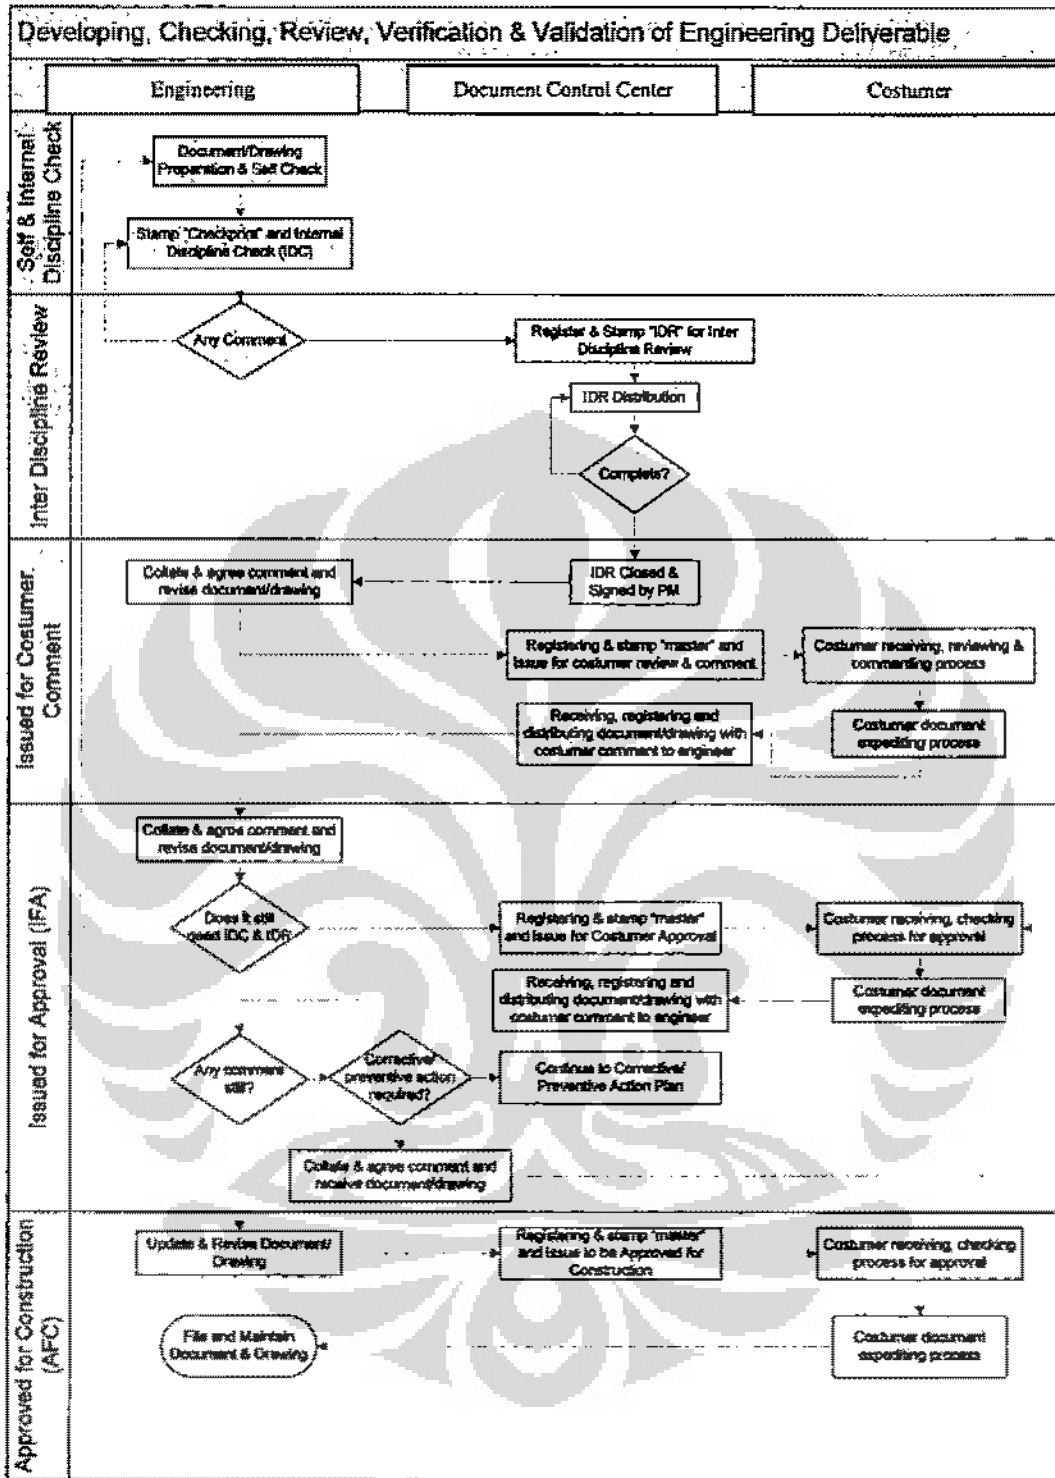 Developing, Checking, Review, Verification & Validation of Engineering Deliverable
Engineering
Document Control Center
Costumer
Self & Internal
Discipline Check
Document/Drawing
Preparation & Self Check
Stamp "Checkprint" and Internal
Discipline Check (IDC)
Inter Discipline Review
Any Comment
Register & Stamp "IDR" for Inter
Discipline Review
IDR Distribution
Complete?
Issued for Costumer.
Comment
Collate & agree comment and
revise document/drawing
IDR Closed &
Signed by PM
Registering & stamp "master" and
Issue for costumer review & comment
Costumer receiving, reviewing &
commenting process
Receiving, registering and
distributing document/drawing with
costumer comment to engineer
Costumer document
expediting process
Issued for Approval (IFA)
Collate & agree comment and
revise document/drawing
Does it still
need IDC & IDR
Registering & stamp "master"
and Issue for Costumer Approval
Costumer receiving, checking
process for approval
Receiving, registering and
distributing document/drawing with
costumer comment to engineer
Costumer document
expediting process
Any comment
still?
Corrective/
preventive action
required?
Continue to Corrective/
Preventive Action Plan
Collate & agree comment and
receive document/drawing
Approved for Construction
(AFC)
Update & Revise Document/
Drawing
Registering & stamp "master"
and Issue to be Approved for
Construction
Costumer receiving, checking
process for approval
File and Maintain
Document & Drawing
Costumer document
expediting process